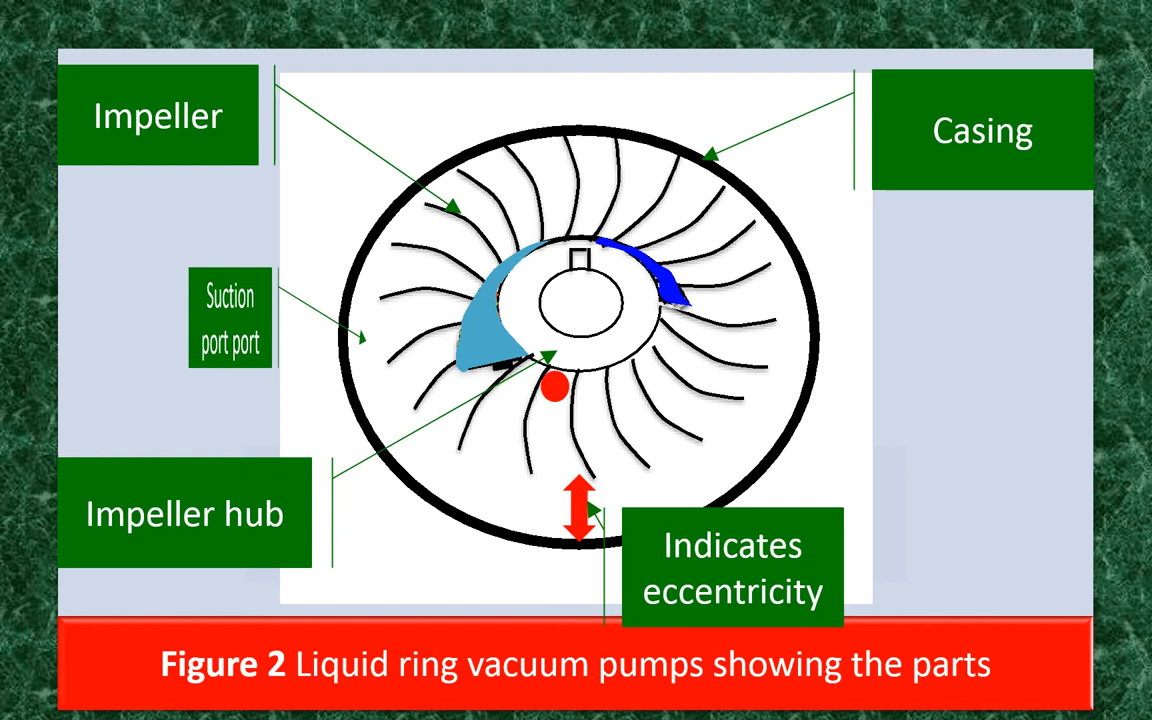 Impeller
Casing
Suction
port port
Impeller hub
Indicates
eccentricity
Figure 2 Liquid ring vacuum pumps showing the parts